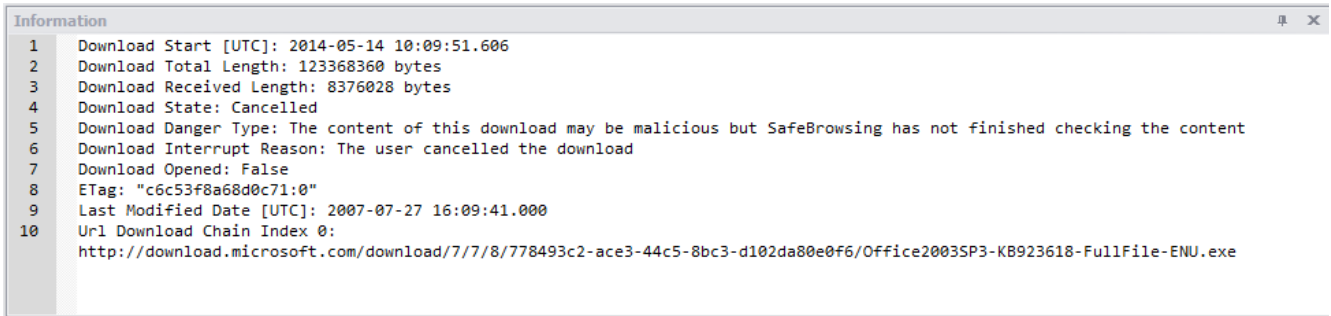 Information
1 Download Start [UTC]: 2014-05-14 10:09:51.606
2 Download Total Length: 123368360 bytes
3 Download Received Length: 8376028 bytes
4 Download State: Cancelled
5 Download Danger Type: The content of this download may be malicious but SafeBrowsing has not finished checking the content
6 Download Interrupt Reason: The user cancelled the download
7 Download Opened: False
8 ETag: "c6c53f8a68d0c71:0"
9 Last Modified Date [UTC]: 2007-07-27 16:09:41.000
10 Url Download Chain Index 0:
http://download.microsoft.com/download/7/7/8/778493c2-ace3-44c5-8bc3-d102da80e0f6/Office2003SP3-KB923618-FullFile-ENU.exe